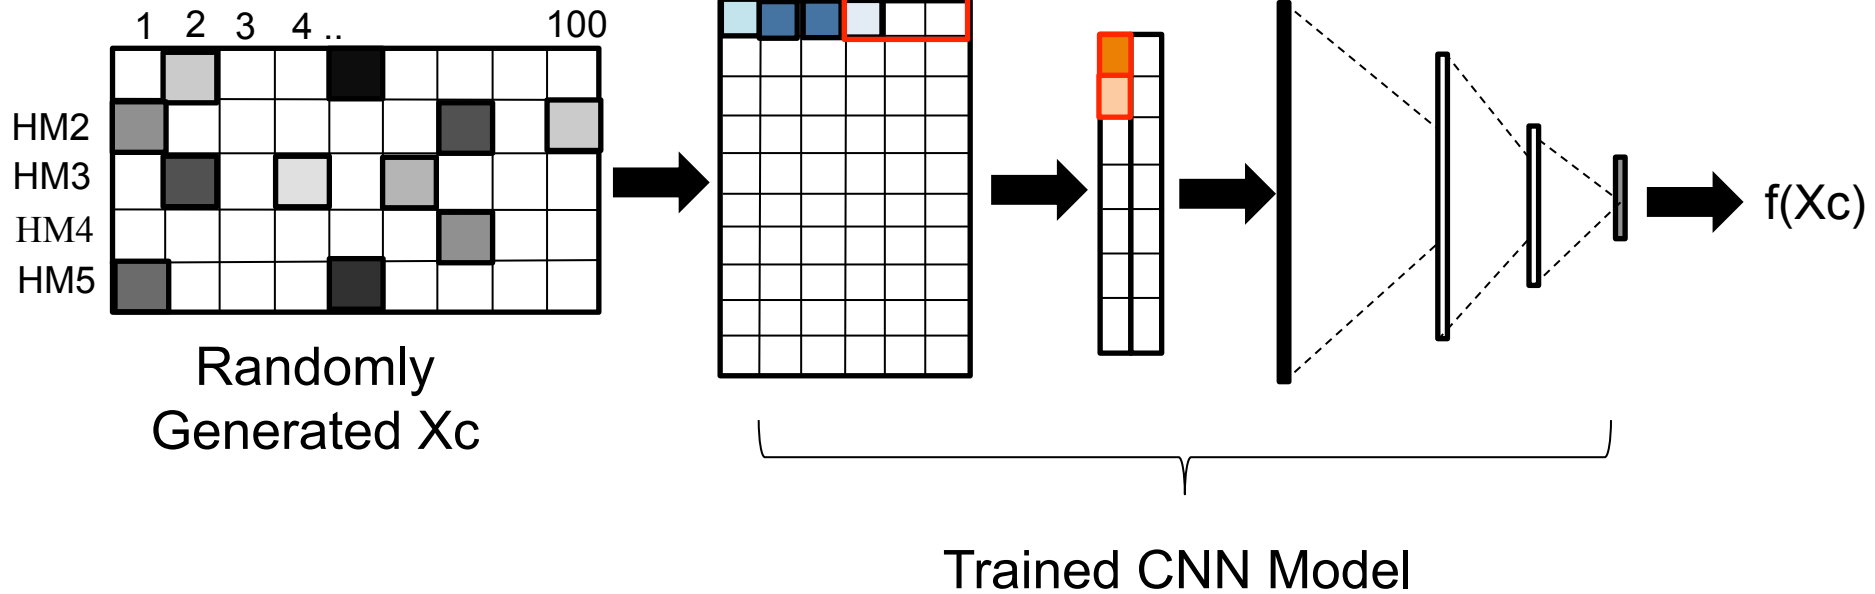 1 2 3 4 .. 100
HM2
HM3
HM4
HM5
Randomly
Generated Xc
f(Xc)
Trained CNN Model